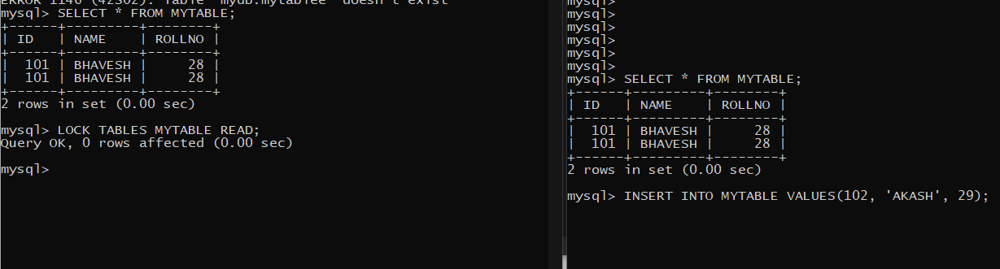 ERROR 1146 (42S02): Table 'mydb.mytablee' doesn't exist
mysql> SELECT * FROM MYTABLE;
+------+---------+--------+
| ID   | NAME    | ROLLNO |
+------+---------+--------+
|  101 | BHAVESH |     28 |
|  101 | BHAVESH |     28 |
+------+---------+--------+
2 rows in set (0.00 sec)
mysql> LOCK TABLES MYTABLE READ;
Query OK, 0 rows affected (0.00 sec)
mysql>
mysql>
mysql>
mysql>
mysql>
mysql>
mysql>
mysql> SELECT * FROM MYTABLE;
+------+---------+--------+
| ID   | NAME    | ROLLNO |
+------+---------+--------+
|  101 | BHAVESH |     28 |
|  101 | BHAVESH |     28 |
+------+---------+--------+
2 rows in set (0.00 sec)
mysql> INSERT INTO MYTABLE VALUES(102, 'AKASH', 29);